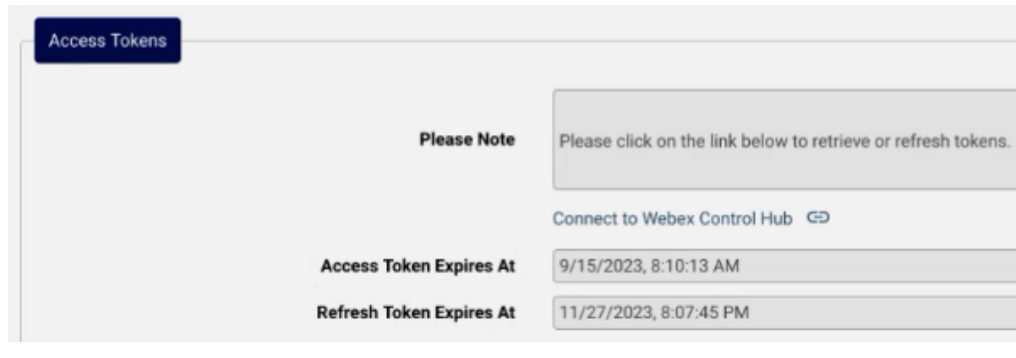 Access Tokens
Please Note
Please click on the link below to retrieve or refresh tokens.
Connect to Webex Control Hub
Access Token Expires At
9/15/2023, 8:10:13 AM
Refresh Token Expires At
11/27/2023, 8:07:45 PM